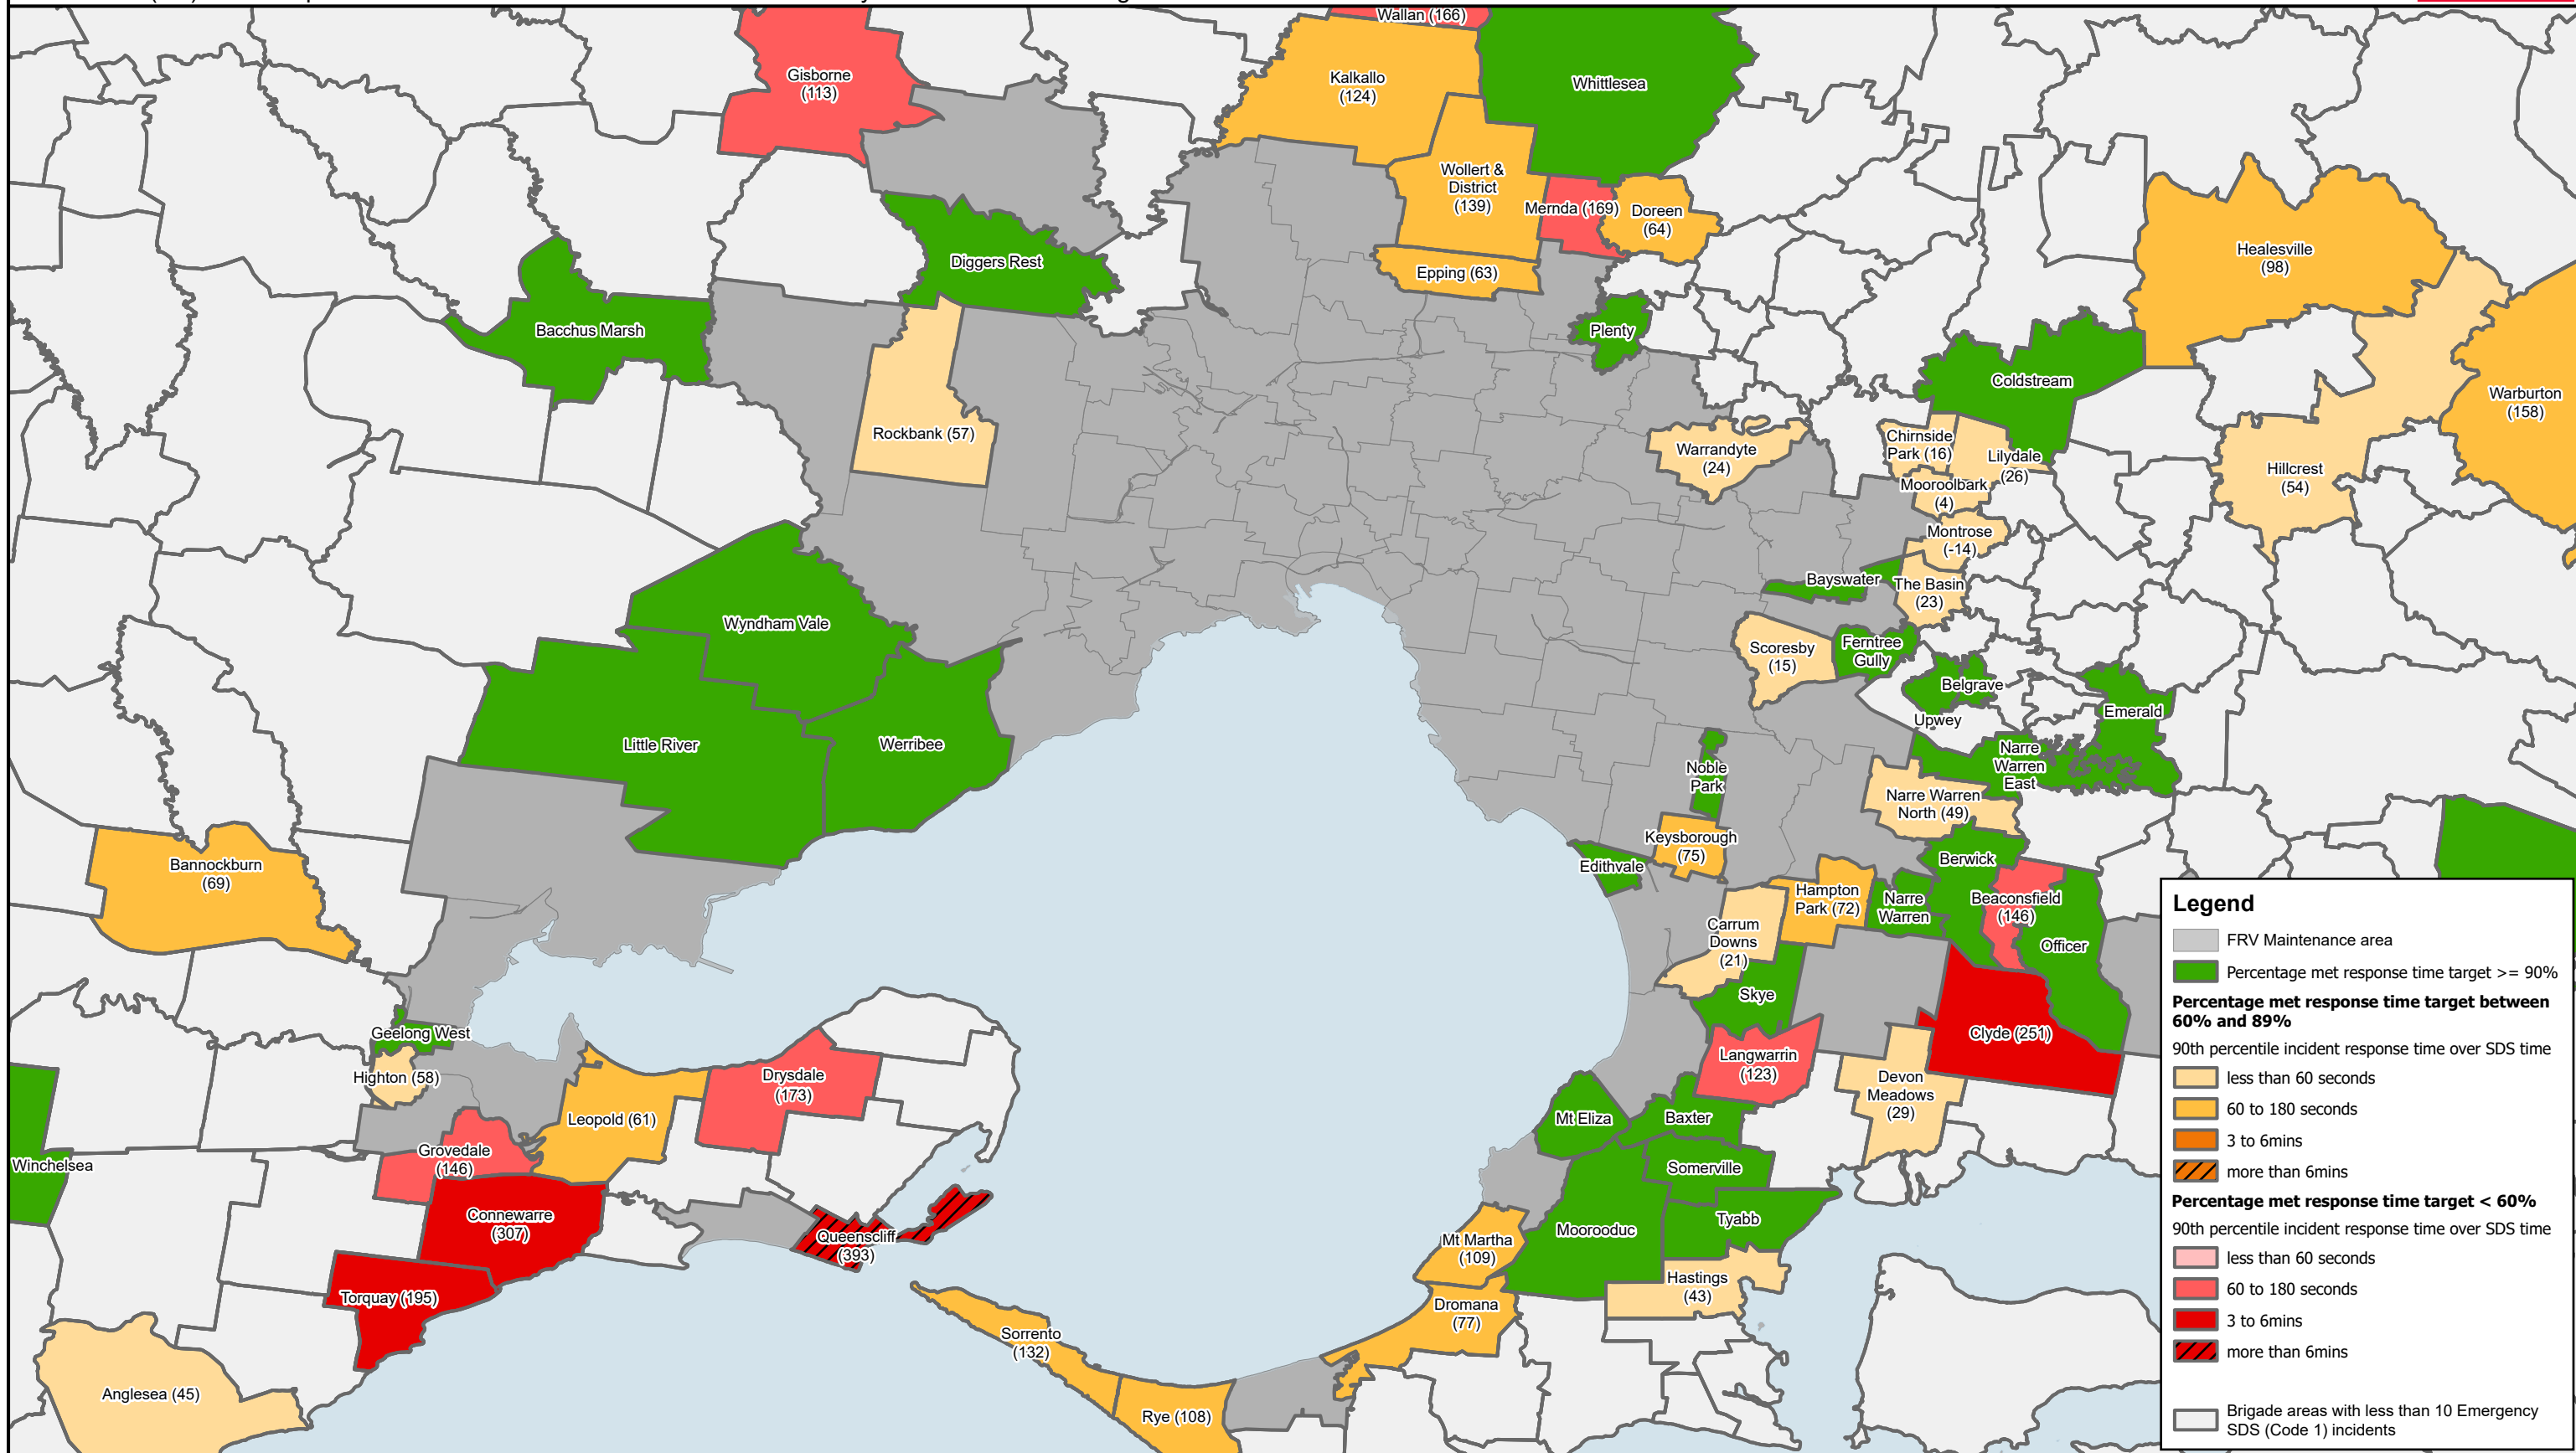 Wallan (166)
Gisborne
(113)
Kalkallo
(124)
Whittlesea
Wollert &
District
(139)
Mernda (169)
Doreen
(64)
Healesville
(98)
Diggers Rest
Epping (63)
Bacchus Marsh
Plenty
Coldstream
Warburton
(158)
Rockbank (57)
Warrandyte
(24)
Chirnside
Park (16)
Lilydale
(26)
Hillcrest
(54)
Mooroolbark
(4)
Montrose
(-14)
Bayswater
The Basin
(23)
Wyndham Vale
Scoresby
(15)
Ferntree
Gully
Belgrave
Upwey
Emerald
Little River
Werribee
Narre
Warren
East
Noble
Park
Narre Warren
North (49)
Keysborough
(75)
Edithvale
Berwick
Bannockburn
(69)
Hampton
Park (72)
Narre
Warren
Beaconsfield
(146)
Carrum
Downs
(21)
Officer
Skye
Geelong West
Clyde (251)
Highton (58)
Langwarrin
(123)
Drysdale
(173)
Devon
Meadows
(29)
Leopold (61)
Mt Eliza
Baxter
Winchelsea
Grovedale
(146)
Somerville
Connewarre
(307)
Queenscliff
(393)
Moorooduc
Tyabb
Mt Martha
(109)
Torquay (195)
Hastings
(43)
Dromana
(77)
Sorrento
(132)
Anglesea (45)
Rye (108)
Legend
FRV Maintenance area
Percentage met response time target >= 90%
Percentage met response time target between
60% and 89%
90th percentile incident response time over SDS time
less than 60 seconds
60 to 180 seconds
3 to 6mins
more than 6mins
Percentage met response time target < 60%
90th percentile incident response time over SDS time
less than 60 seconds
60 to 180 seconds
3 to 6mins
more than 6mins
Brigade areas with less than 10 Emergency
SDS (Code 1) incidents